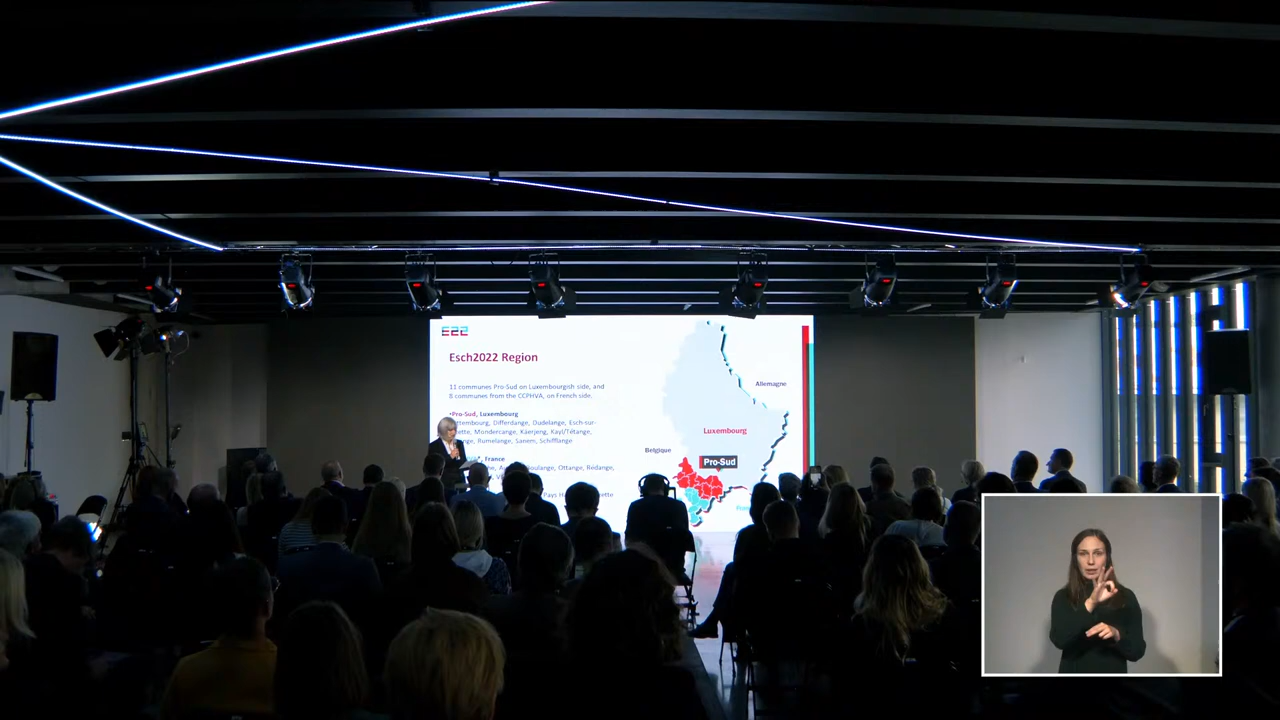 E22
Esch2022 Region
11 communes Pro-Sud on Luxembourgish side, and
8 communes from the CCPHVA, on French side.
•Pro-Sud, Luxembourg
Differdange, Dudelange, Esch-sur-
Mondercange, Käerjeng, Kayl/Tétange,
Rumelange, Sanem, Schifflange
France
Ottange, Rédange,
Pays
Allemagne
Luxembourg
Belgique
Pro-Sud